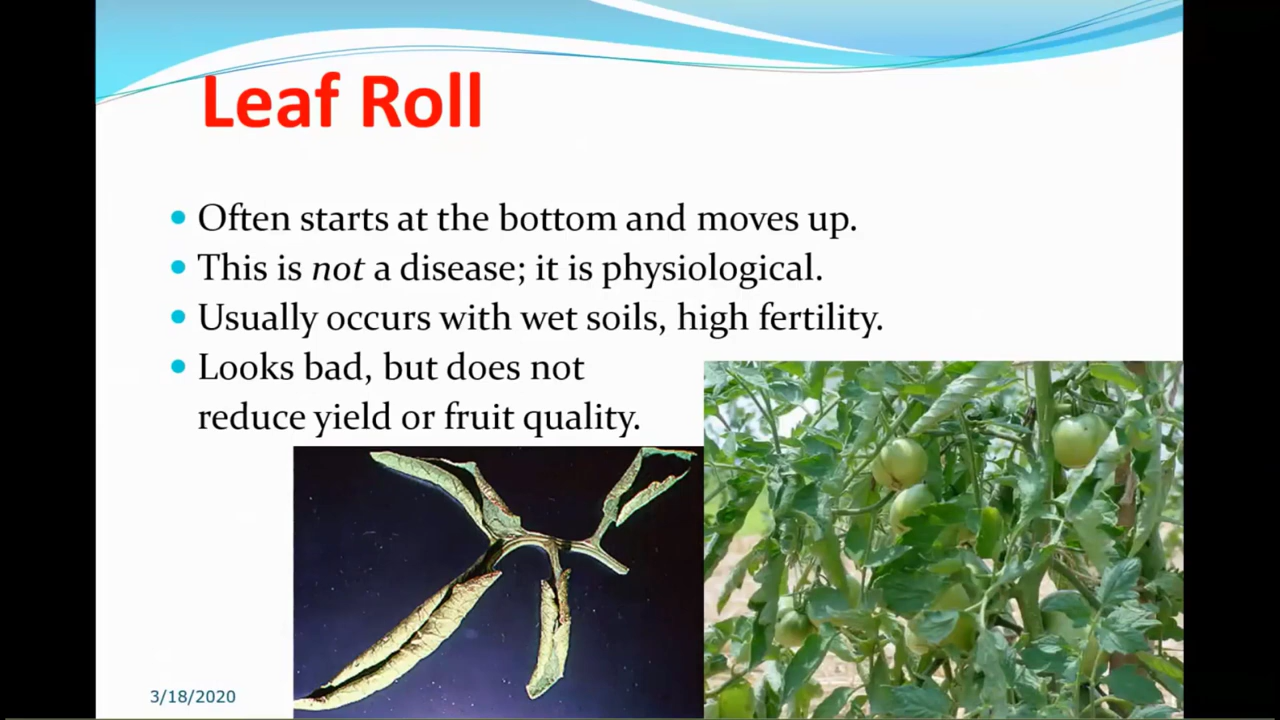 Leaf Roll
Often starts at the bottom and moves up.
This is not a disease; it is physiological.
Usually occurs with wet soils, high fertility.
Looks bad, but does not
reduce yield or fruit quality.
3/18/2020